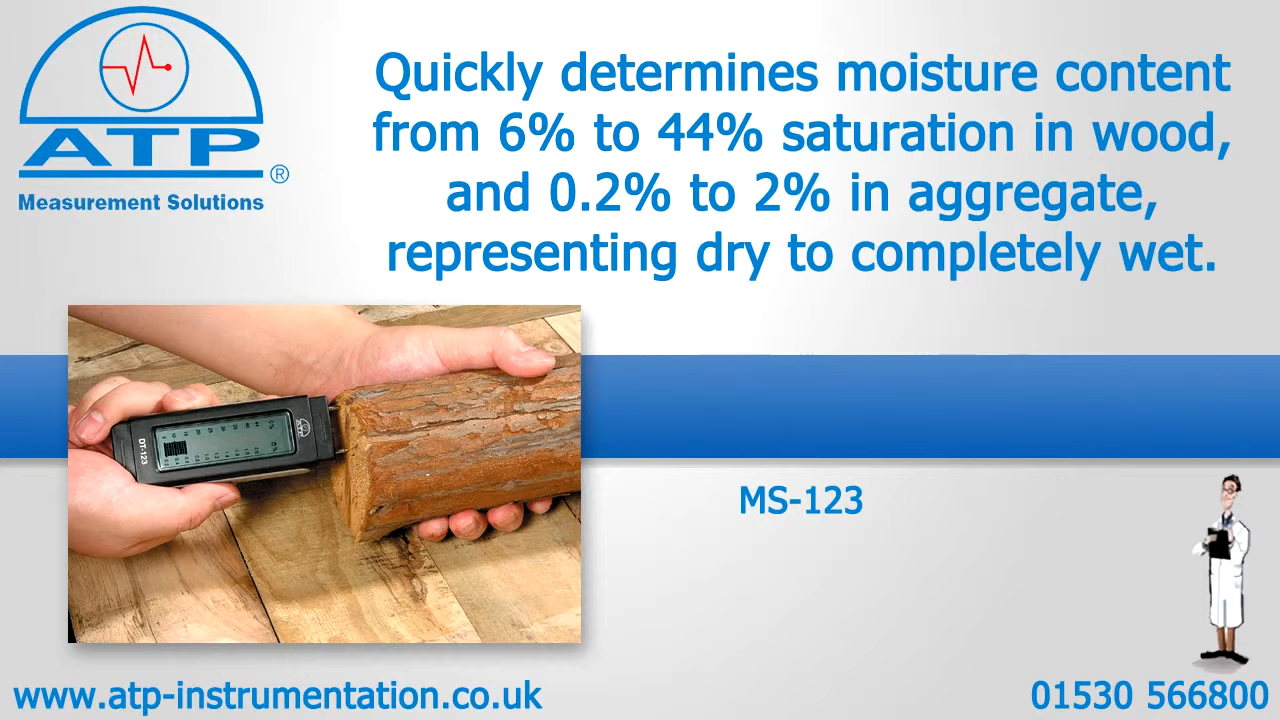 ATP
®
Measurement Solutions
Quickly determines moisture content
from 6% to 44% saturation in wood,
and 0.2% to 2% in aggregate,
representing dry to completely wet.
DT-123
ATP
MS-123
www.atp-instrumentation.co.uk
01530 566800